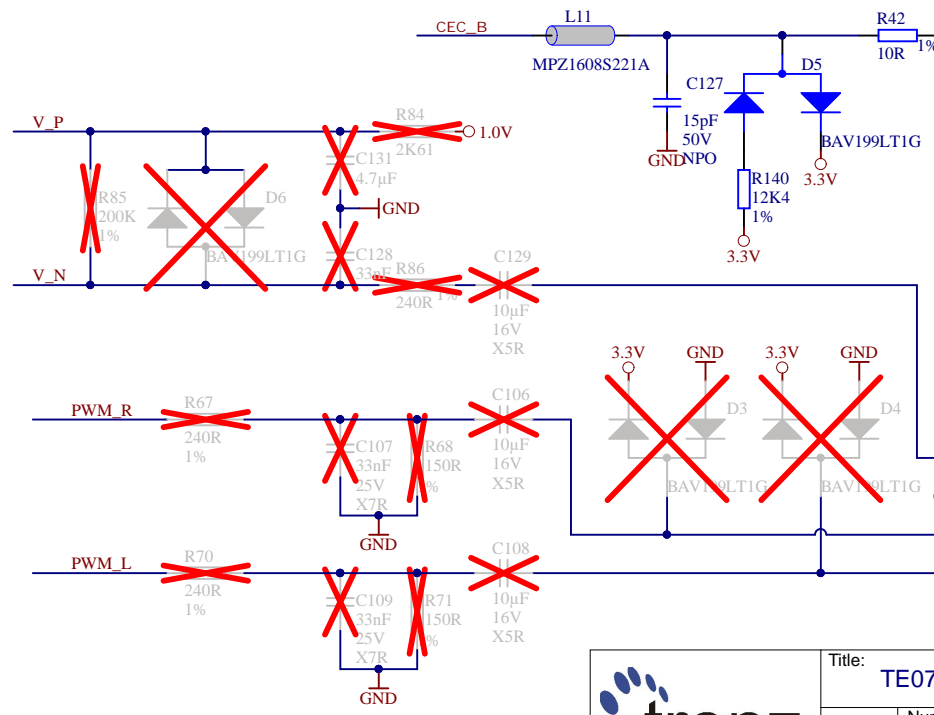 CEC_B
L11
MPZ1608S221A
R42
10R
1%
C127
15pF
50V
NPO
GND
D5
BAV199LT1G
3.3V
R140
12K4
1%
3.3V
V_P
R84
2K61
1.0V
C131
4.7µF
GND
R85
200K
1%
D6
BAV199LT1G
C128
33nF
V_N
R86
240R
1%
C129
10µF
16V
X5R
3.3V
GND
D3
BAV199LT1G
3.3V
GND
D4
BAV199LT1G
PWM_R
R67
240R
1%
C107
33nF
25V
X7R
R68
150R
%
C106
10µF
16V
X5R
GND
PWM_L
R70
240R
1%
C109
33nF
25V
X7R
R71
150R
%
C108
10µF
16V
X5R
GND
Title:
TE07